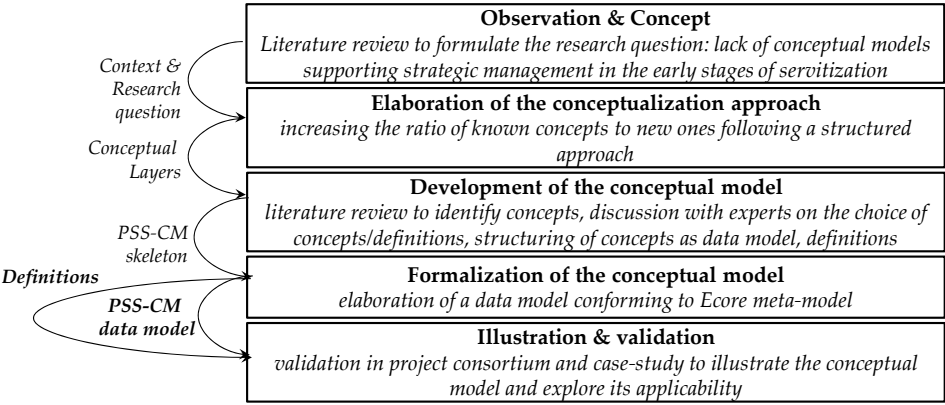 Observation & Concept
Literature review to formulate the research question: lack of conceptual models
supporting strategic management in the early stages of servitization
Context &
Research
question
Elaboration of the conceptualization approach
increasing the ratio of known concepts to new ones following a structured
approach
Conceptual
Layers
Development of the conceptual model
literature review to identify concepts, discussion with experts on the choice of
concepts/definitions, structuring of concepts as data model, definitions
PSS-CM
skeleton
Formalization of the conceptual model
elaboration of a data model conforming to Ecore meta-model
Definitions
PSS-CM
data model
Illustration & validation
validation in project consortium and case-study to illustrate the conceptual
model and explore its applicability